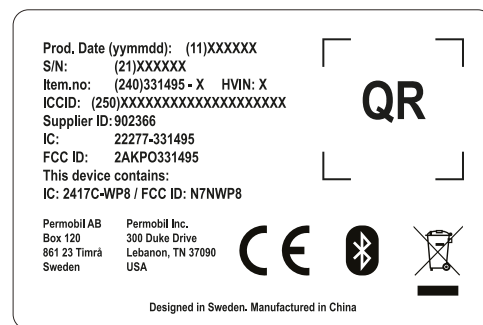 Prod. Date (yymmdd): (11)XXXXXX
S/N: (21)XXXXXX
Item.no: (240)331495 - X HVIN: X
ICCID: (250)XXXXXXXXXXXXXXXXXXXX
Supplier ID: 902366
IC: 22277-331495
FCC ID: 2AKPO331495
This device contains:
IC: 2417C-WP8 / FCC ID: N7NWP8
QR
Permobil AB
Box 120
861 23 Timrå
Sweden
Permobil Inc.
300 Duke Drive
Lebanon, TN 37090
USA
CE
Designed in Sweden. Manufactured in China